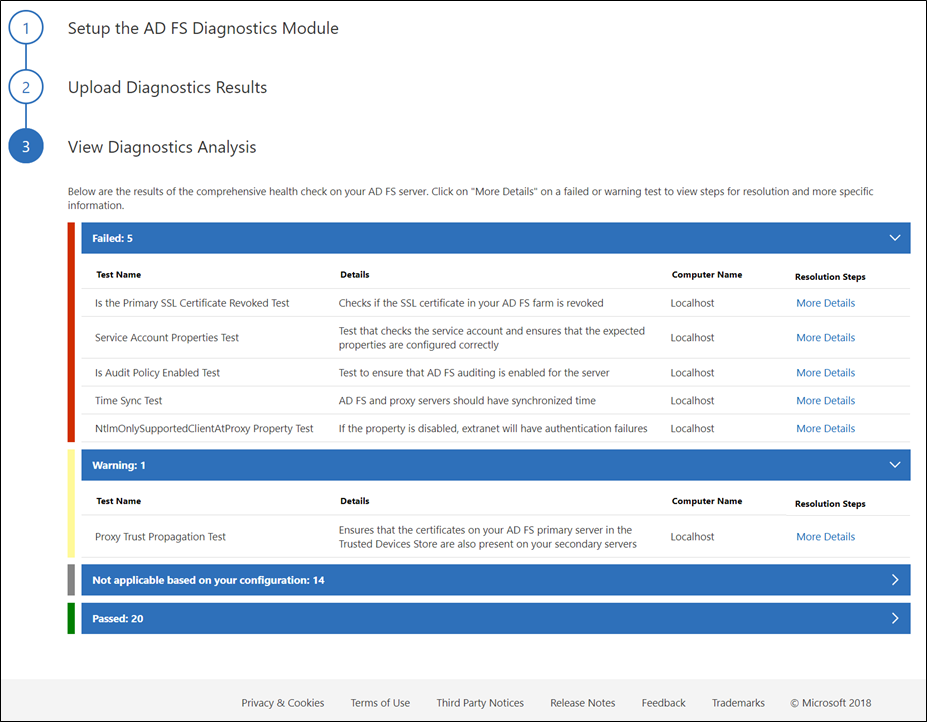 1 Setup the AD FS Diagnostics Module
2 Upload Diagnostics Results
3 View Diagnostics Analysis
Below are the results of the comprehensive health check on your AD FS server. Click on "More Details" on a failed or warning test to view steps for resolution and more specific
information.
Failed: 5
Test Name Details Computer Name Resolution Steps
Is the Primary SSL Certificate Revoked Test Checks if the SSL certificate in your AD FS farm is revoked Localhost More Details
Service Account Properties Test Test that checks the service account and ensures that the expected
properties are configured correctly Localhost More Details
Is Audit Policy Enabled Test Test to ensure that AD FS auditing is enabled for the server Localhost More Details
Time Sync Test AD FS and proxy servers should have synchronized time Localhost More Details
NtlmOnlySupportedClientAtProxy Property Test If the property is disabled, extranet will have authentication failures Localhost More Details
Warning: 1
Test Name Details Computer Name Resolution Steps
Proxy Trust Propagation Test Ensures that the certificates on your AD FS primary server in the
Trusted Devices Store are also present on your secondary servers Localhost More Details
Not applicable based on your configuration: 14
Passed: 20
Privacy & Cookies Terms of Use Third Party Notices Release Notes Feedback Trademarks © Microsoft 2018